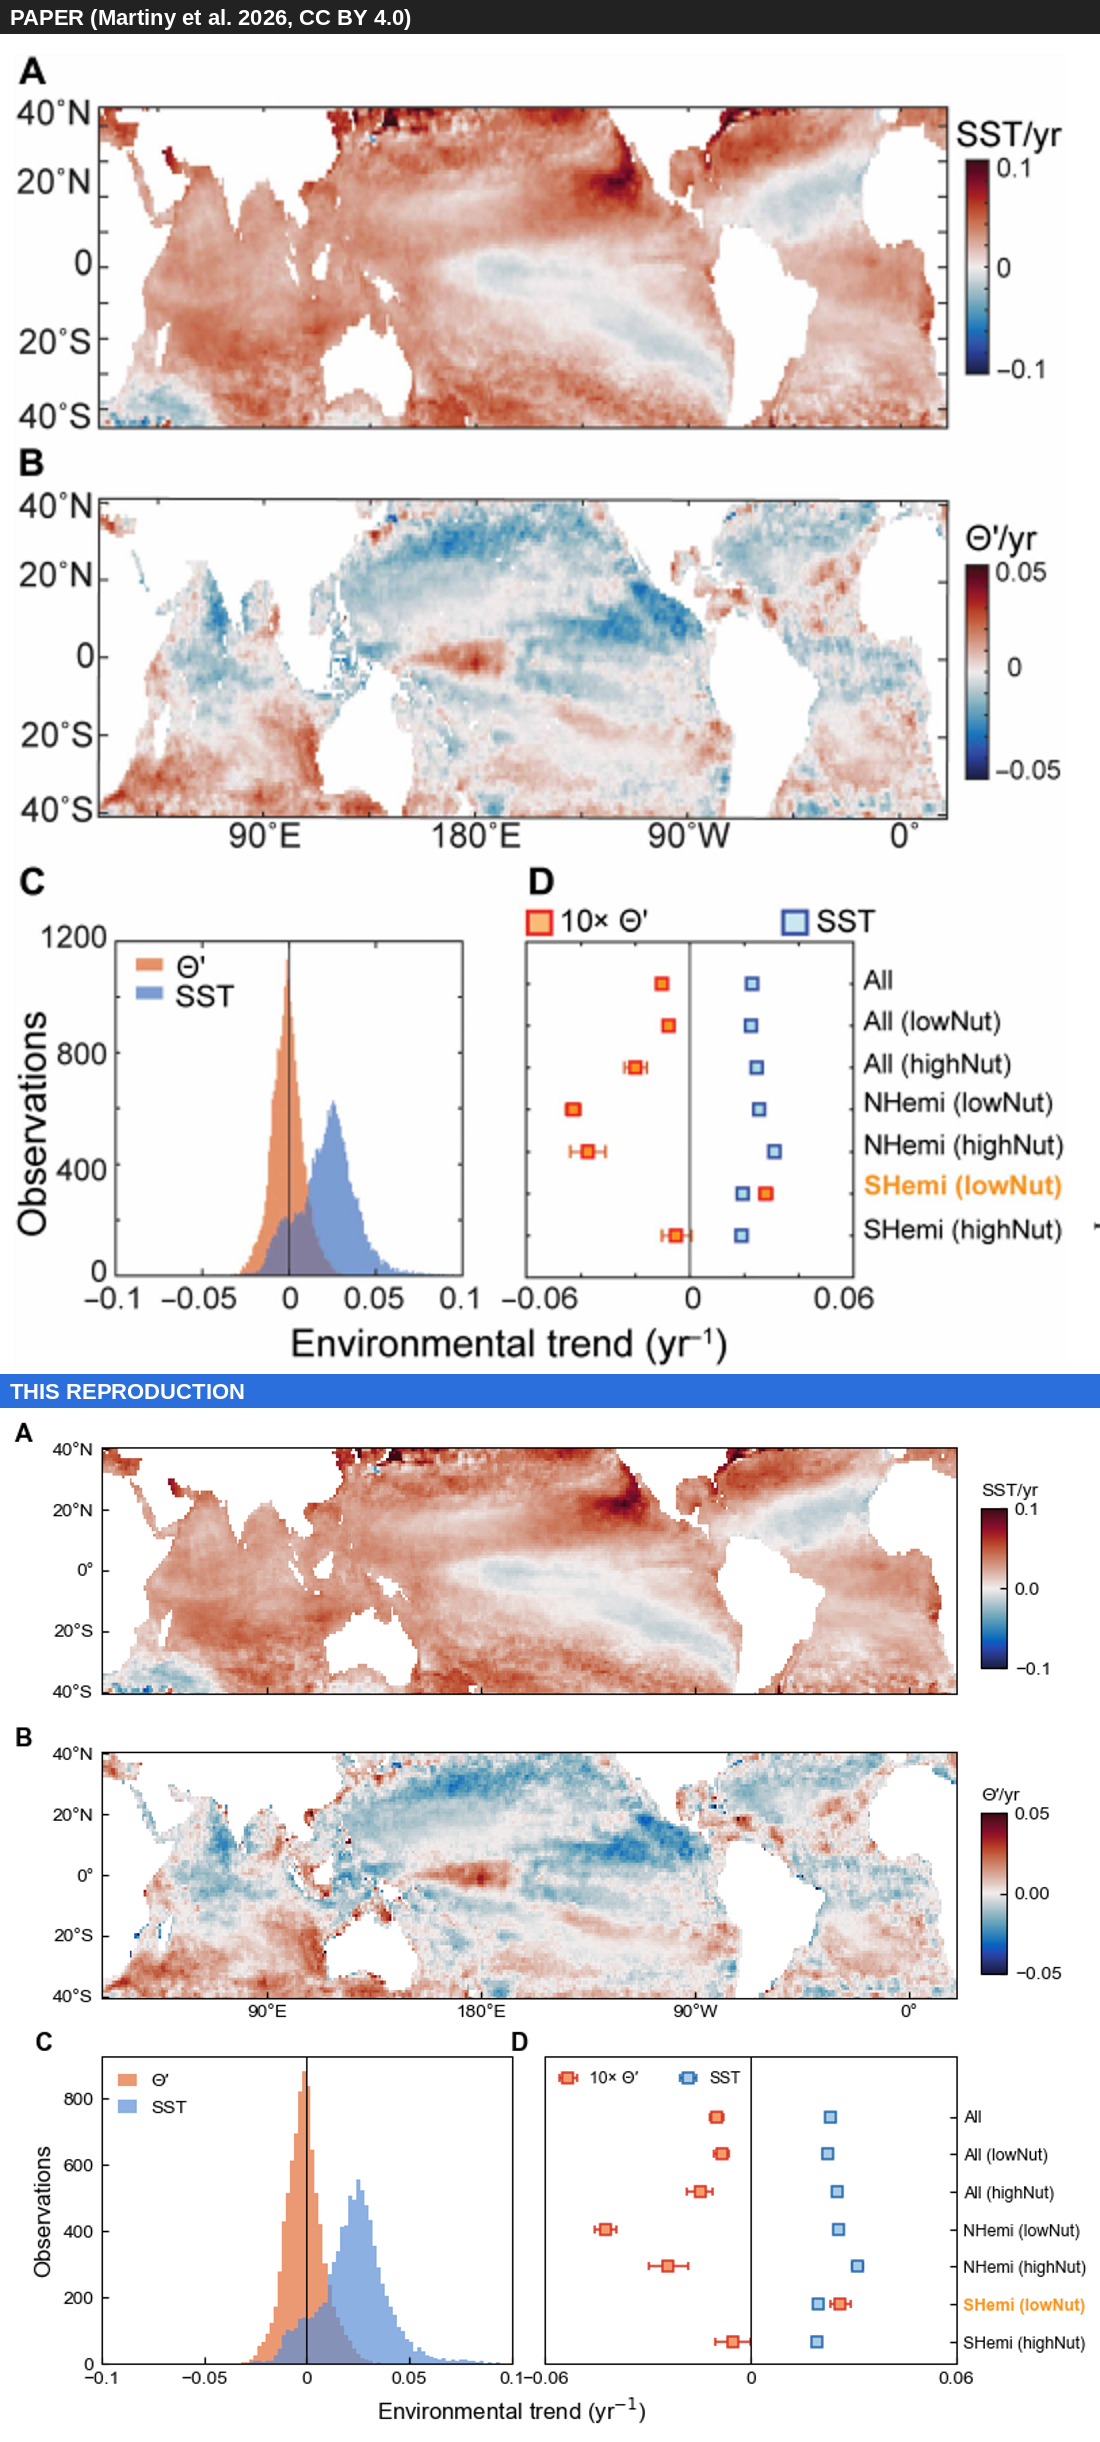 PAPER (Martiny et al. 2026, CC BY 4.0)
A
40°N
20°N
0
20°S
40°S
SST/yr
0.1
0
−0.1
B
40°N
20°N
0
20°S
40°S
90°E
180°E
90°W
0°
Θ'/yr
0.05
0
−0.05
C
Observations
1200
800
400
0
Θ'
SST
−0.1
−0.05
0
0.05
0.1
D
10× Θ'
SST
All
All (lowNut)
All (highNut)
NHemi (lowNut)
NHemi (highNut)
SHemi (lowNut)
SHemi (highNut)
−0.06
0
0.06
Environmental trend (yr⁻¹)
THIS REPRODUCTION
A
40°N
20°N
0°
20°S
40°S
SST/yr
0.1
0.0
−0.1
B
40°N
20°N
0°
20°S
40°S
90°E
180°E
90°W
0°
Θ′/yr
0.05
0.00
−0.05
C
Observations
800
600
400
200
0
Θ′
SST
−0.1
−0.05
0
0.05
0.1
D
10× Θ′
SST
All
All (lowNut)
All (highNut)
NHemi (lowNut)
NHemi (highNut)
SHemi (lowNut)
SHemi (highNut)
−0.06
0
0.06
Environmental trend (yr⁻¹)